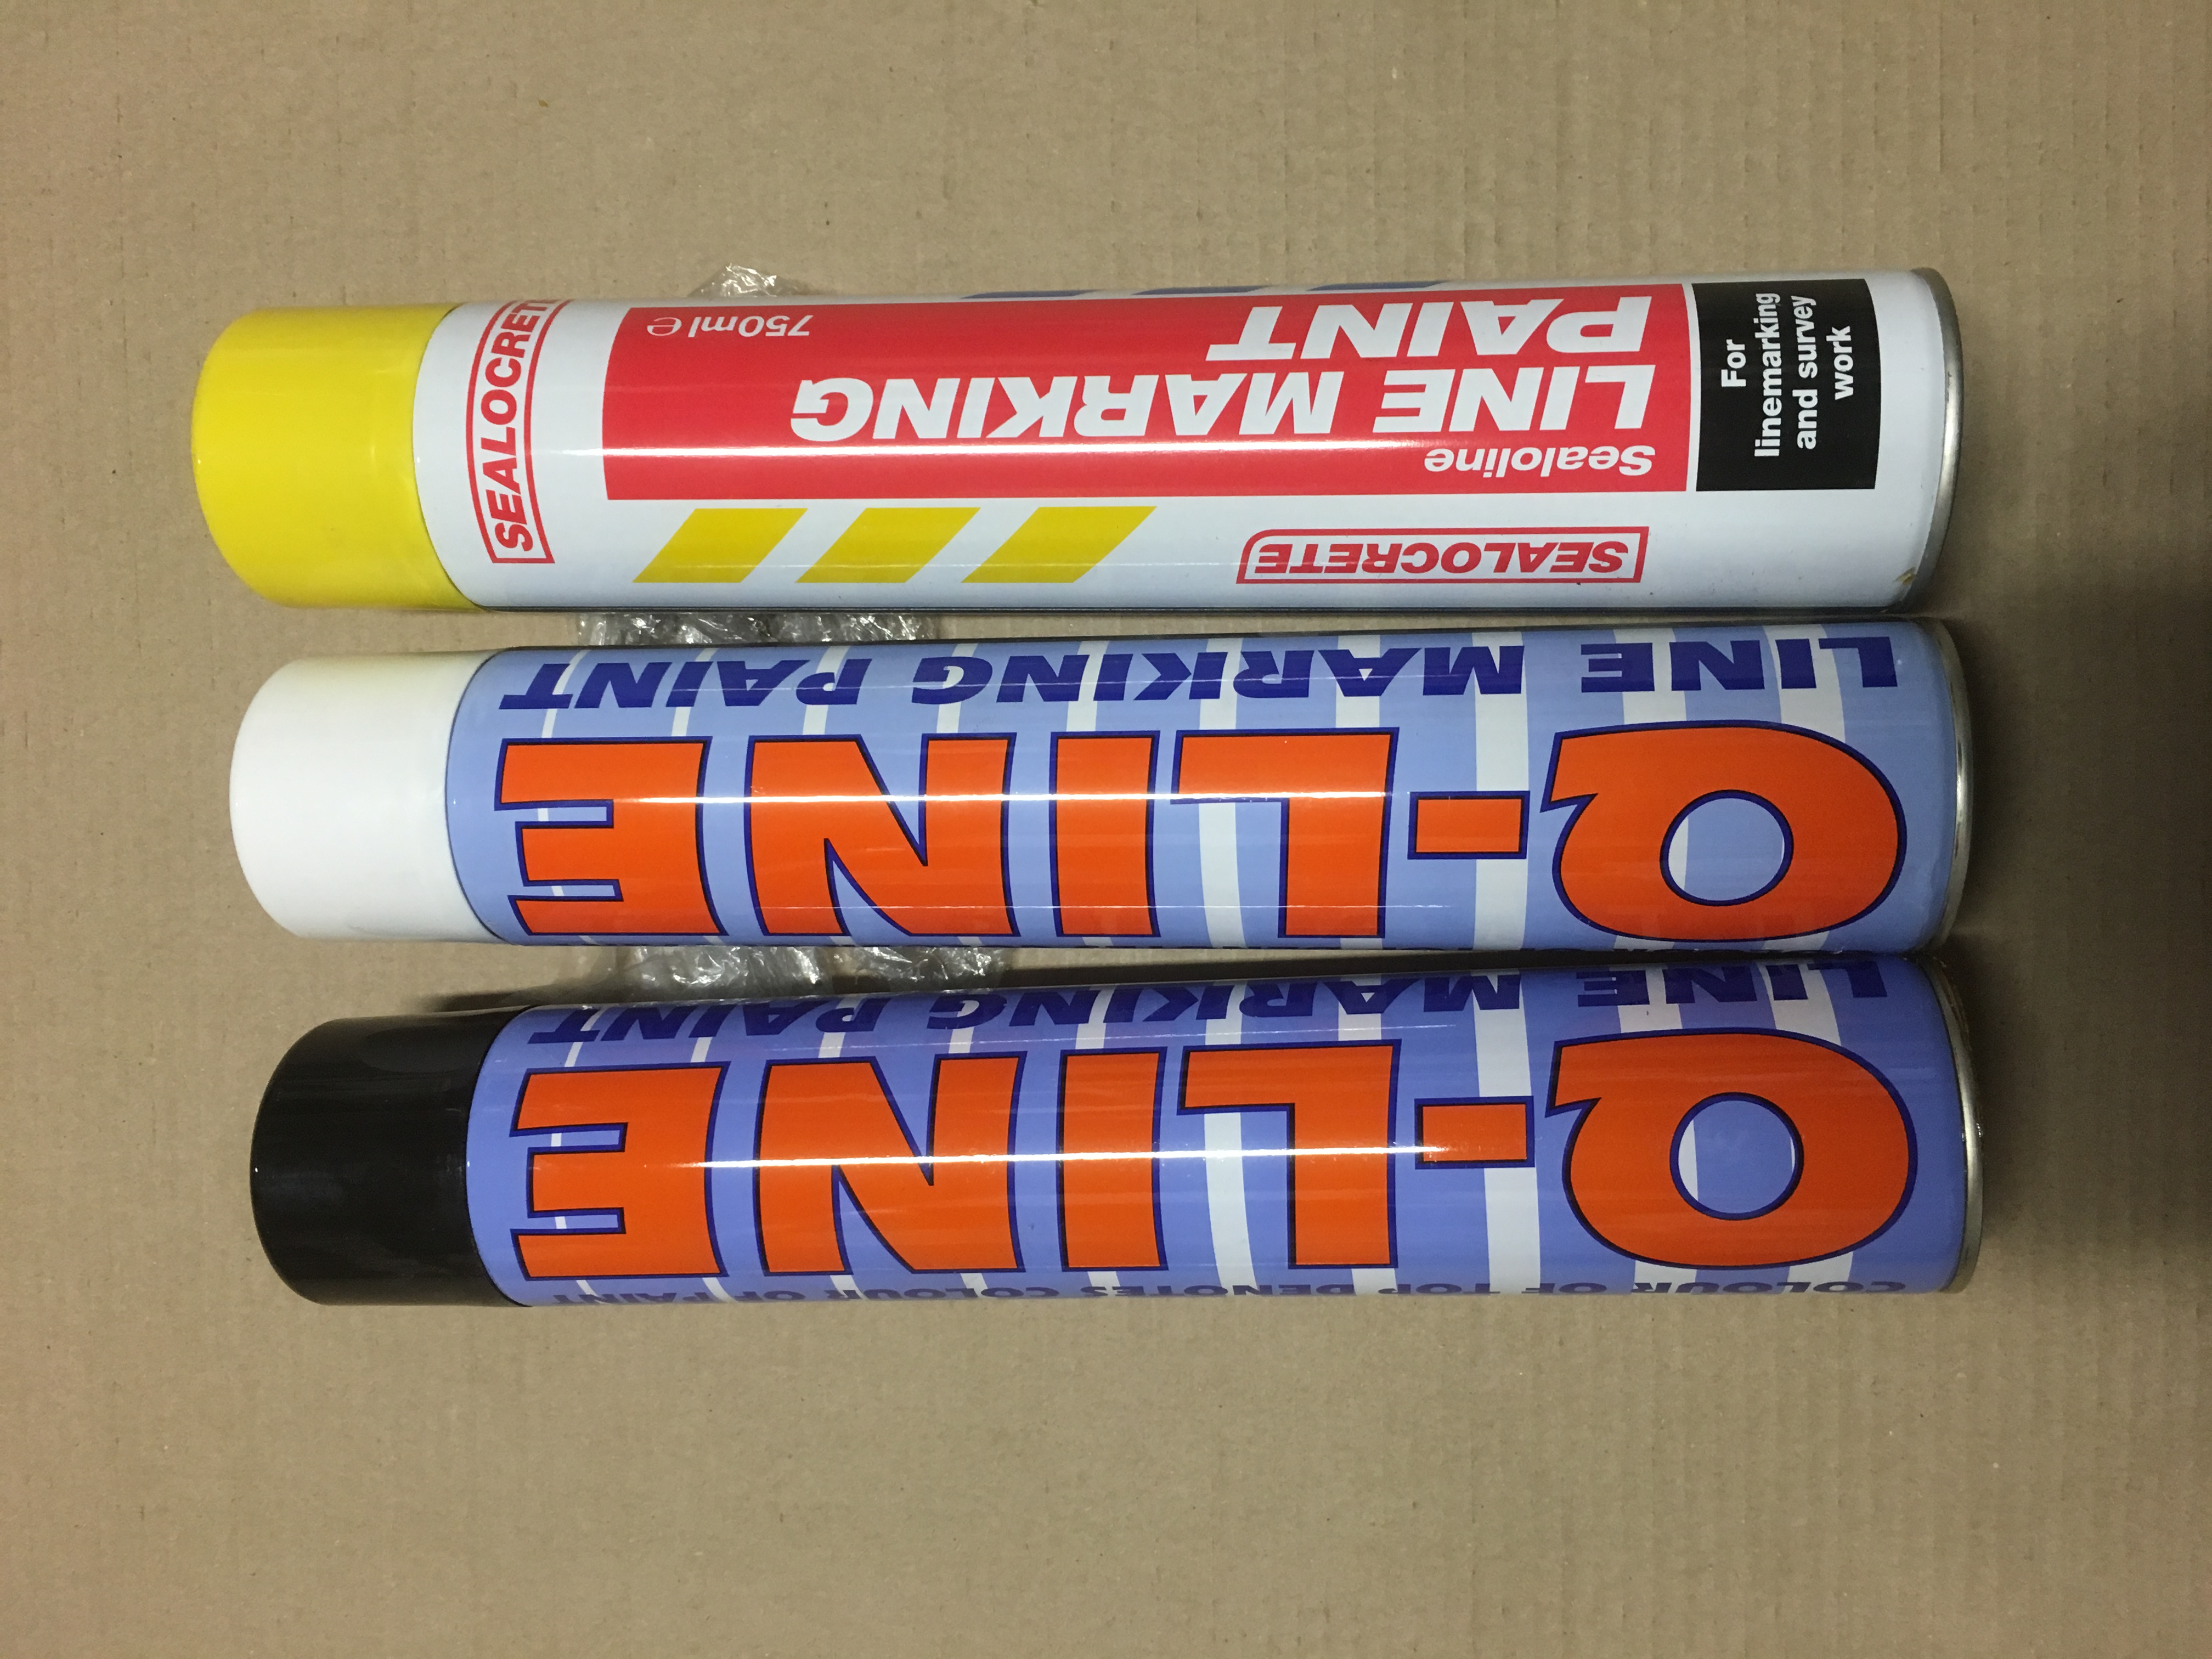 SEALOCRETE
750ml e
Sealoline
LINE MARKING
PAINT
For
linemarking
and survey
work
SEALOCRETE
Q-LINE
LINE MARKING PAINT
COLOUR OF TOP DENOTES COLOUR OF PAINT
Q-LINE
LINE MARKING PAINT